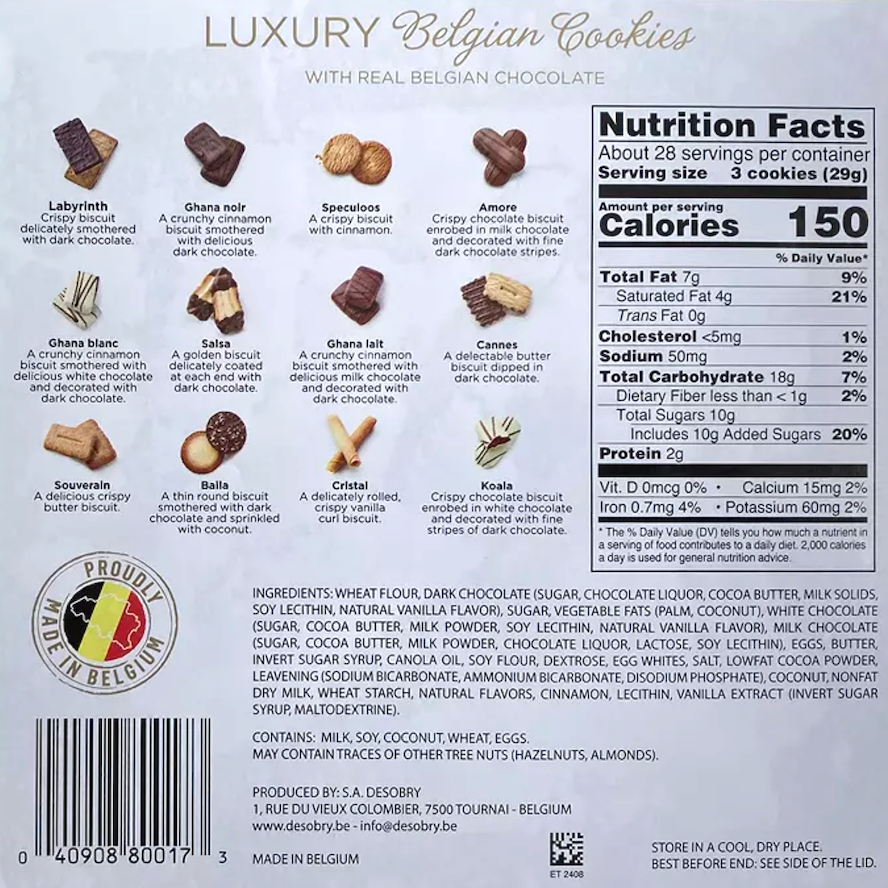 LUXURY Belgian Cookies
WITH REAL BELGIAN CHOCOLATE
Labyrinth
Crispy biscuit
delicately smothered
with dark chocolate.
Ghana noir
A crunchy cinnamon
biscuit smothered
with delicious
dark chocolate.
Speculoos
A crispy biscuit
with cinnamon.
Amore
Crispy chocolate biscuit
enrobed in milk chocolate
and decorated with fine
dark chocolate stripes.
Ghana blanc
A crunchy cinnamon
biscuit smothered with
delicious white chocolate
and decorated with
dark chocolate.
Salsa
A golden biscuit
delicately coated
at each end with
dark chocolate.
Ghana lait
A crunchy cinnamon
biscuit smothered with
delicious milk chocolate
and decorated with
dark chocolate.
Cannes
A delectable butter
biscuit dipped in
dark chocolate.
Souverain
A delicious crispy
butter biscuit.
Baila
A thin round biscuit
smothered with dark
chocolate and sprinkled
with coconut.
Cristal
A delicately rolled,
crispy vanilla
curl biscuit.
Koala
Crispy chocolate biscuit
enrobed in white chocolate
and decorated with fine
stripes of dark chocolate.
Nutrition Facts
About 28 servings per container
Serving size 3 cookies (29g)
Amount per serving
Calories 150
% Daily Value*
Total Fat 7g 9%
Saturated Fat 4g 21%
Trans Fat 0g
Cholesterol <5mg 1%
Sodium 50mg 2%
Total Carbohydrate 18g 7%
Dietary Fiber less than < 1g 2%
Total Sugars 10g
Includes 10g Added Sugars 20%
Protein 2g
Vit. D 0mcg 0% • Calcium 15mg 2%
Iron 0.7mg 4% • Potassium 60mg 2%
* The % Daily Value (DV) tells you how much a nutrient in
a serving of food contributes to a daily diet. 2,000 calories
a day is used for general nutrition advice.
PROUDLY
MADE IN BELGIUM
INGREDIENTS: WHEAT FLOUR, DARK CHOCOLATE (SUGAR, CHOCOLATE LIQUOR, COCOA BUTTER, MILK SOLIDS,
SOY LECITHIN, NATURAL VANILLA FLAVOR), SUGAR, VEGETABLE FATS (PALM, COCONUT), WHITE CHOCOLATE
(SUGAR, COCOA BUTTER, MILK POWDER, SOY LECITHIN, NATURAL VANILLA FLAVOR), MILK CHOCOLATE
(SUGAR, COCOA BUTTER, MILK POWDER, CHOCOLATE LIQUOR, LACTOSE, SOY LECITHIN), EGGS, BUTTER,
INVERT SUGAR SYRUP, CANOLA OIL, SOY FLOUR, DEXTROSE, EGG WHITES, SALT, LOWFAT COCOA POWDER,
LEAVENING (SODIUM BICARBONATE, AMMONIUM BICARBONATE, DISODIUM PHOSPHATE), COCONUT, NONFAT
DRY MILK, WHEAT STARCH, NATURAL FLAVORS, CINNAMON, LECITHIN, VANILLA EXTRACT (INVERT SUGAR
SYRUP, MALTODEXTRINE).
CONTAINS: MILK, SOY, COCONUT, WHEAT, EGGS.
MAY CONTAIN TRACES OF OTHER TREE NUTS (HAZELNUTS, ALMONDS).
PRODUCED BY: S.A. DESOBRY
1, RUE DU VIEUX COLOMBIER, 7500 TOURNAI - BELGIUM
www.desobry.be - info@desobry.be
MADE IN BELGIUM
0 40908 80017 3
ET 2408
STORE IN A COOL, DRY PLACE.
BEST BEFORE END: SEE SIDE OF THE LID.